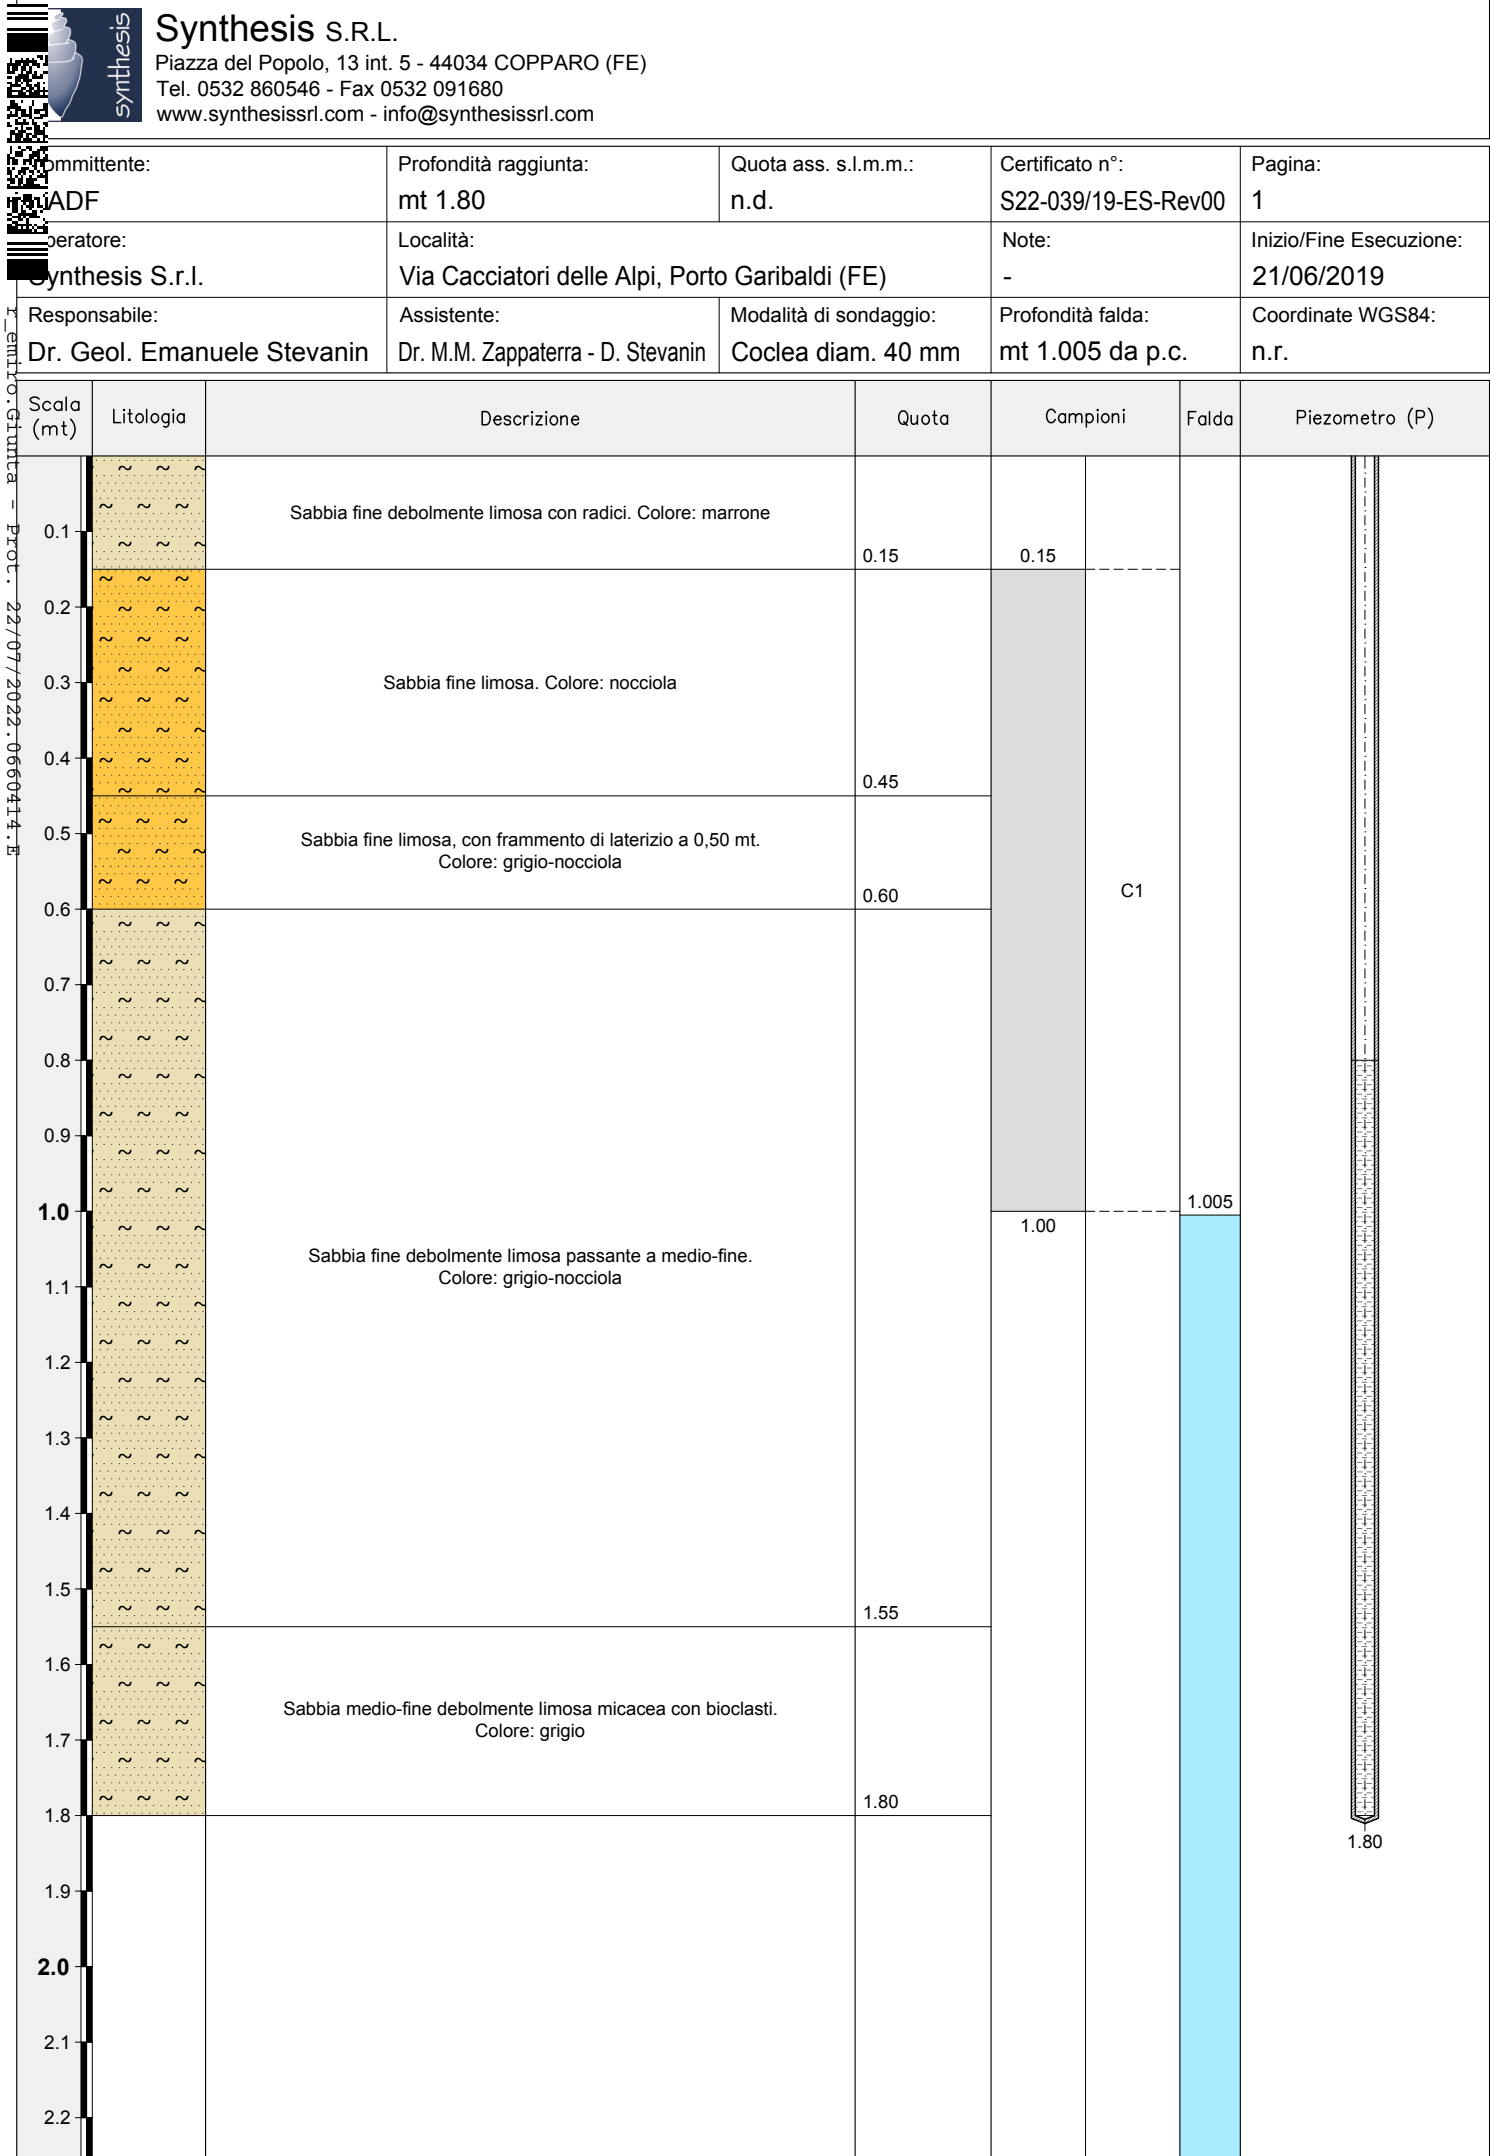 synthesis
Synthesis S.R.L.
Piazza del Popolo, 13 int. 5 - 44034 COPPARO (FE)
Tel. 0532 860546 - Fax 0532 091680
www.synthesissrl.com - info@synthesissrl.com
ommittente:
ADF
Profondità raggiunta:
mt 1.80
Quota ass. s.l.m.m.:
n.d.
Certificato n°:
S22-039/19-ES-Rev00
Pagina:
1
peratore:
Synthesis S.r.l.
Località:
Via Cacciatori delle Alpi, Porto Garibaldi (FE)
Note:
-
Inizio/Fine Esecuzione:
21/06/2019
Responsabile:
Dr. Geol. Emanuele Stevanin
Assistente:
Dr. M.M. Zappaterra - D. Stevanin
Modalità di sondaggio:
Coclea diam. 40 mm
Profondità falda:
mt 1.005 da p.c.
Coordinate WGS84:
n.r.
r_emiro.Giunta - Prot. 22/07/2022.0660414.E
Scala (mt)
Litologia
Descrizione
Quota
Campioni
Falda
Piezometro (P)
Sabbia fine debolmente limosa con radici. Colore: marrone
0.1
0.15
0.15
0.2
0.3
Sabbia fine limosa. Colore: nocciola
0.4
0.45
0.5
Sabbia fine limosa, con frammento di laterizio a 0,50 mt.
Colore: grigio-nocciola
C1
0.60
0.6
0.7
0.8
0.9
1.0
1.005
1.00
Sabbia fine debolmente limosa passante a medio-fine.
Colore: grigio-nocciola
1.1
1.2
1.3
1.4
1.5
1.55
1.6
Sabbia medio-fine debolmente limosa micacea con bioclasti.
Colore: grigio
1.7
1.80
1.8
1.80
1.9
2.0
2.1
2.2